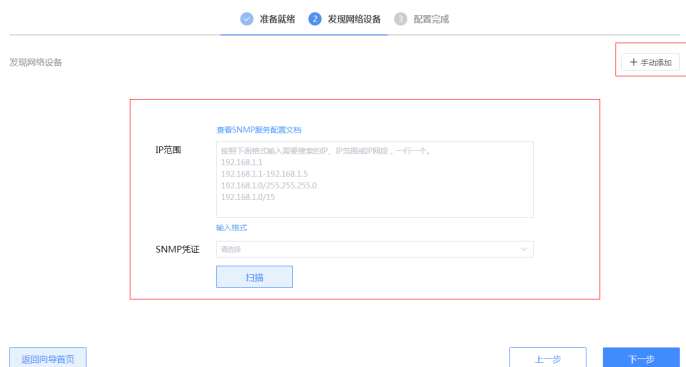 准备就绪 2 发现网络设备 3 配置完成
发现网络设备
+ 手动添加
查看SNMP服务配置文档
IP范围
按照下面格式输入需要搜索的IP、IP范围或IP网段，一行一个。
192.168.1.1
192.168.1.1-192.168.1.5
192.168.1.0/255.255.255.0
192.168.1.0/15
输入格式
SNMP凭证
请选择
扫描
返回向导首页
上一步
下一步